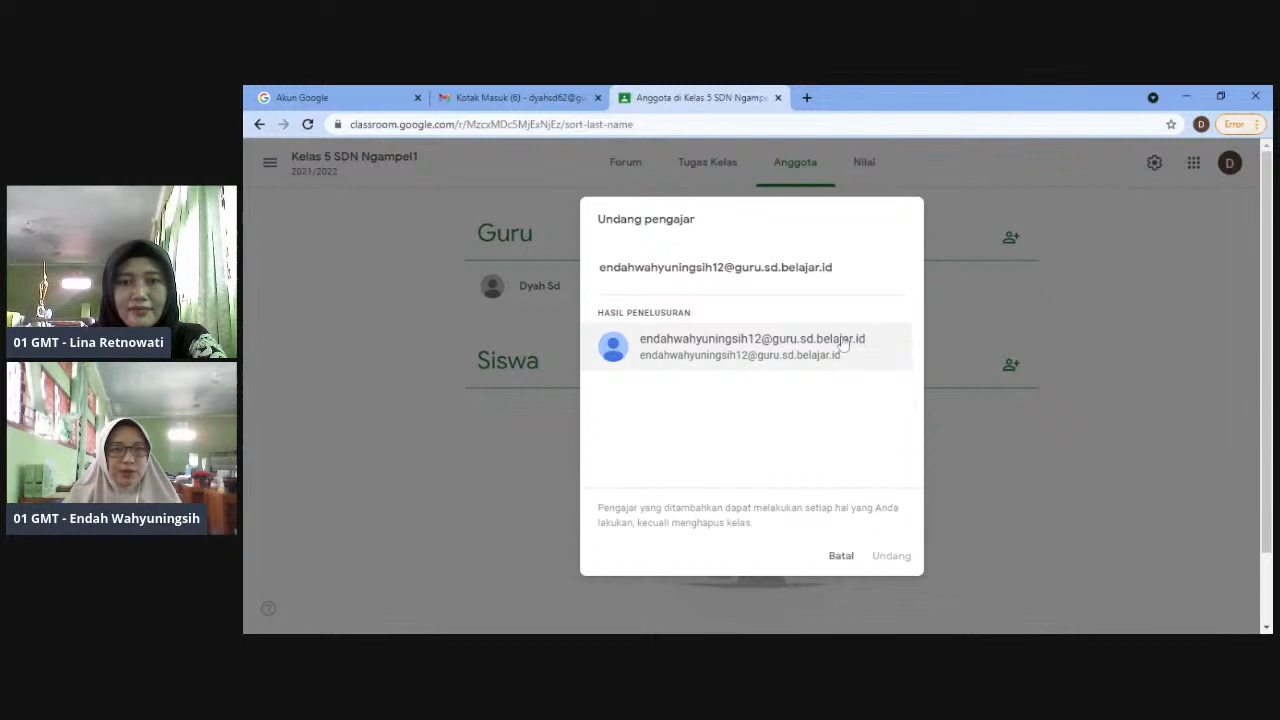 Akun Google
Kotak Masuk (6) - dyahsd62@gu
Anggota di Kelas 5 SDN Ngampe
classroom.google.com/r/MzcxMDc5MjExNjEz/sort-last-name
D
Error
Kelas 5 SDN Ngampel1
2021/2022
Forum
Tugas Kelas
Anggota
Nilai
D
Guru
Dyah Sd
Siswa
Undang pengajar
endahwahyuningsih12@guru.sd.belajar.id
HASIL PENELUSURAN
endahwahyuningsih12@guru.sd.belajar.id
endahwahyuningsih12@guru.sd.belajar.id
Pengajar yang ditambahkan dapat melakukan setiap hal yang Anda
lakukan, kecuali menghapus kelas.
Batal
Undang
01 GMT - Lina Retnowati
01 GMT - Endah Wahyuningsih